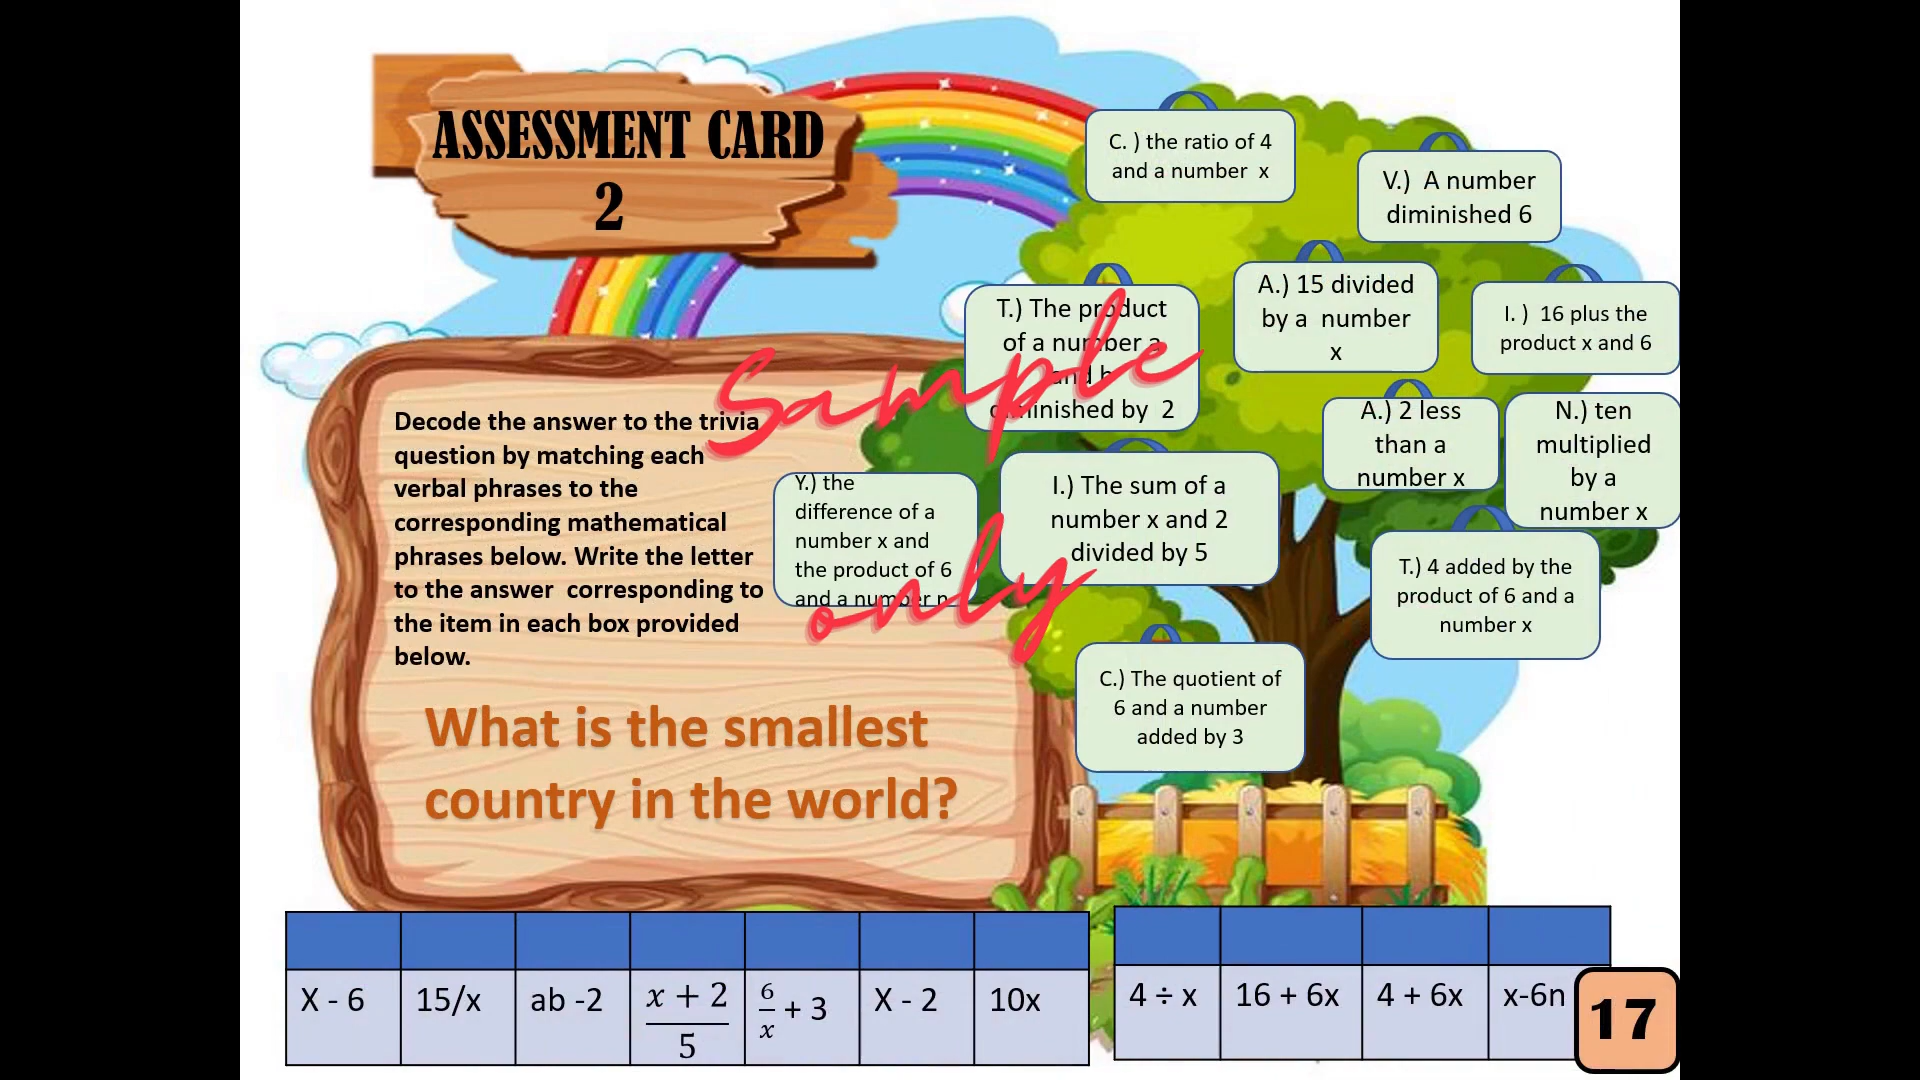 ASSESSMENT CARD
2
C. ) the ratio of 4
and a number x
V.) A number
diminished 6
T.) The product
of a number a
and b
diminished by 2
A.) 15 divided
by a number
x
I. ) 16 plus the
product x and 6
Decode the answer to the trivia
question by matching each
verbal phrases to the
corresponding mathematical
phrases below. Write the letter
to the answer corresponding to
the item in each box provided
below.
Sample
only
Y.) the
difference of a
number x and
the product of 6
and a number n
I.) The sum of a
number x and 2
divided by 5
A.) 2 less
than a
number x
N.) ten
multiplied
by a
number x
T.) 4 added by the
product of 6 and a
number x
C.) The quotient of
6 and a number
added by 3
What is the smallest
country in the world?
X - 6 15/x ab -2 x + 2 / 5 6/x + 3 X - 2 10x
4 ÷ x 16 + 6x 4 + 6x x-6n
17